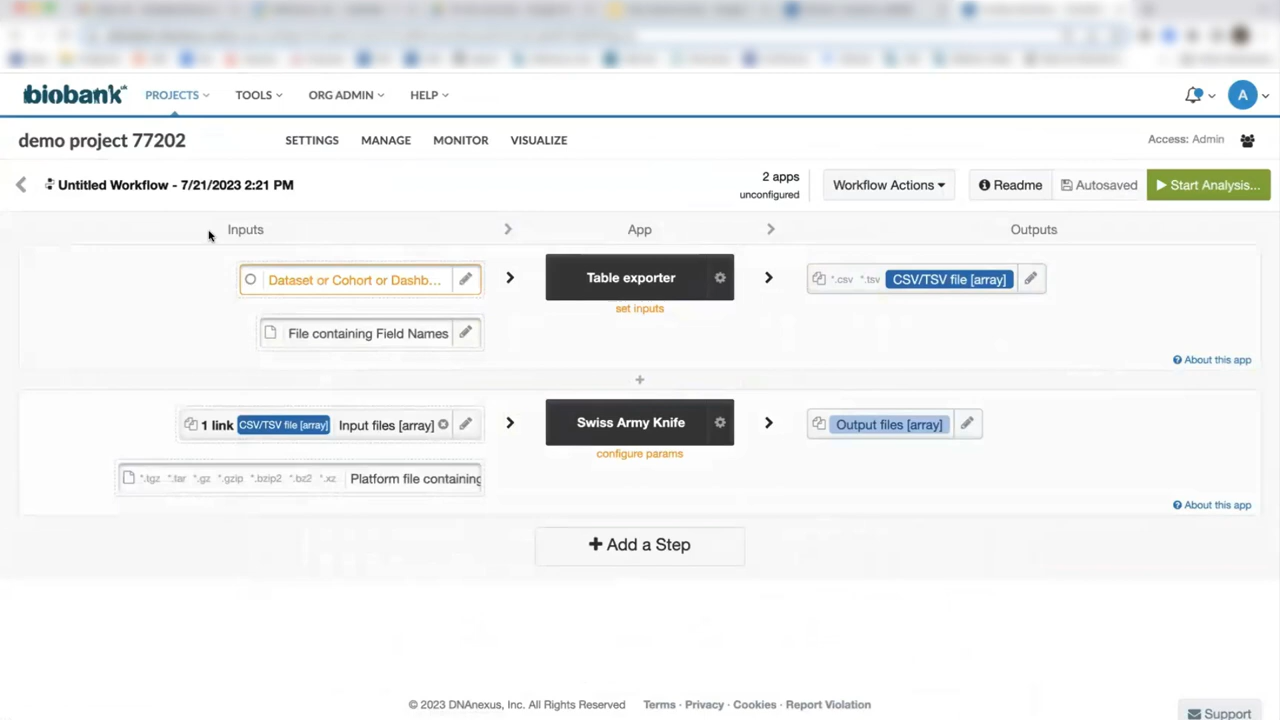 biobank uk PROJECTS TOOLS ORG ADMIN HELP A
demo project 77202 SETTINGS MANAGE MONITOR VISUALIZE Access: Admin
Untitled Workflow - 7/21/2023 2:21 PM 2 apps unconfigured Workflow Actions Readme Autosaved Start Analysis...
Inputs App Outputs
Dataset or Cohort or Dashb... Table exporter *.csv *.tsv CSV/TSV file [array]
set inputs
File containing Field Names
About this app
+
1 link CSV/TSV file [array] Input files [array] Swiss Army Knife Output files [array]
configure params
*.tgz *.tar *.gz *.gzip *.bzip2 *.bz2 *.xz Platform file containing
About this app
+ Add a Step
© 2023 DNAnexus, Inc. All Rights Reserved Terms · Privacy · Cookies · Report Violation
Support